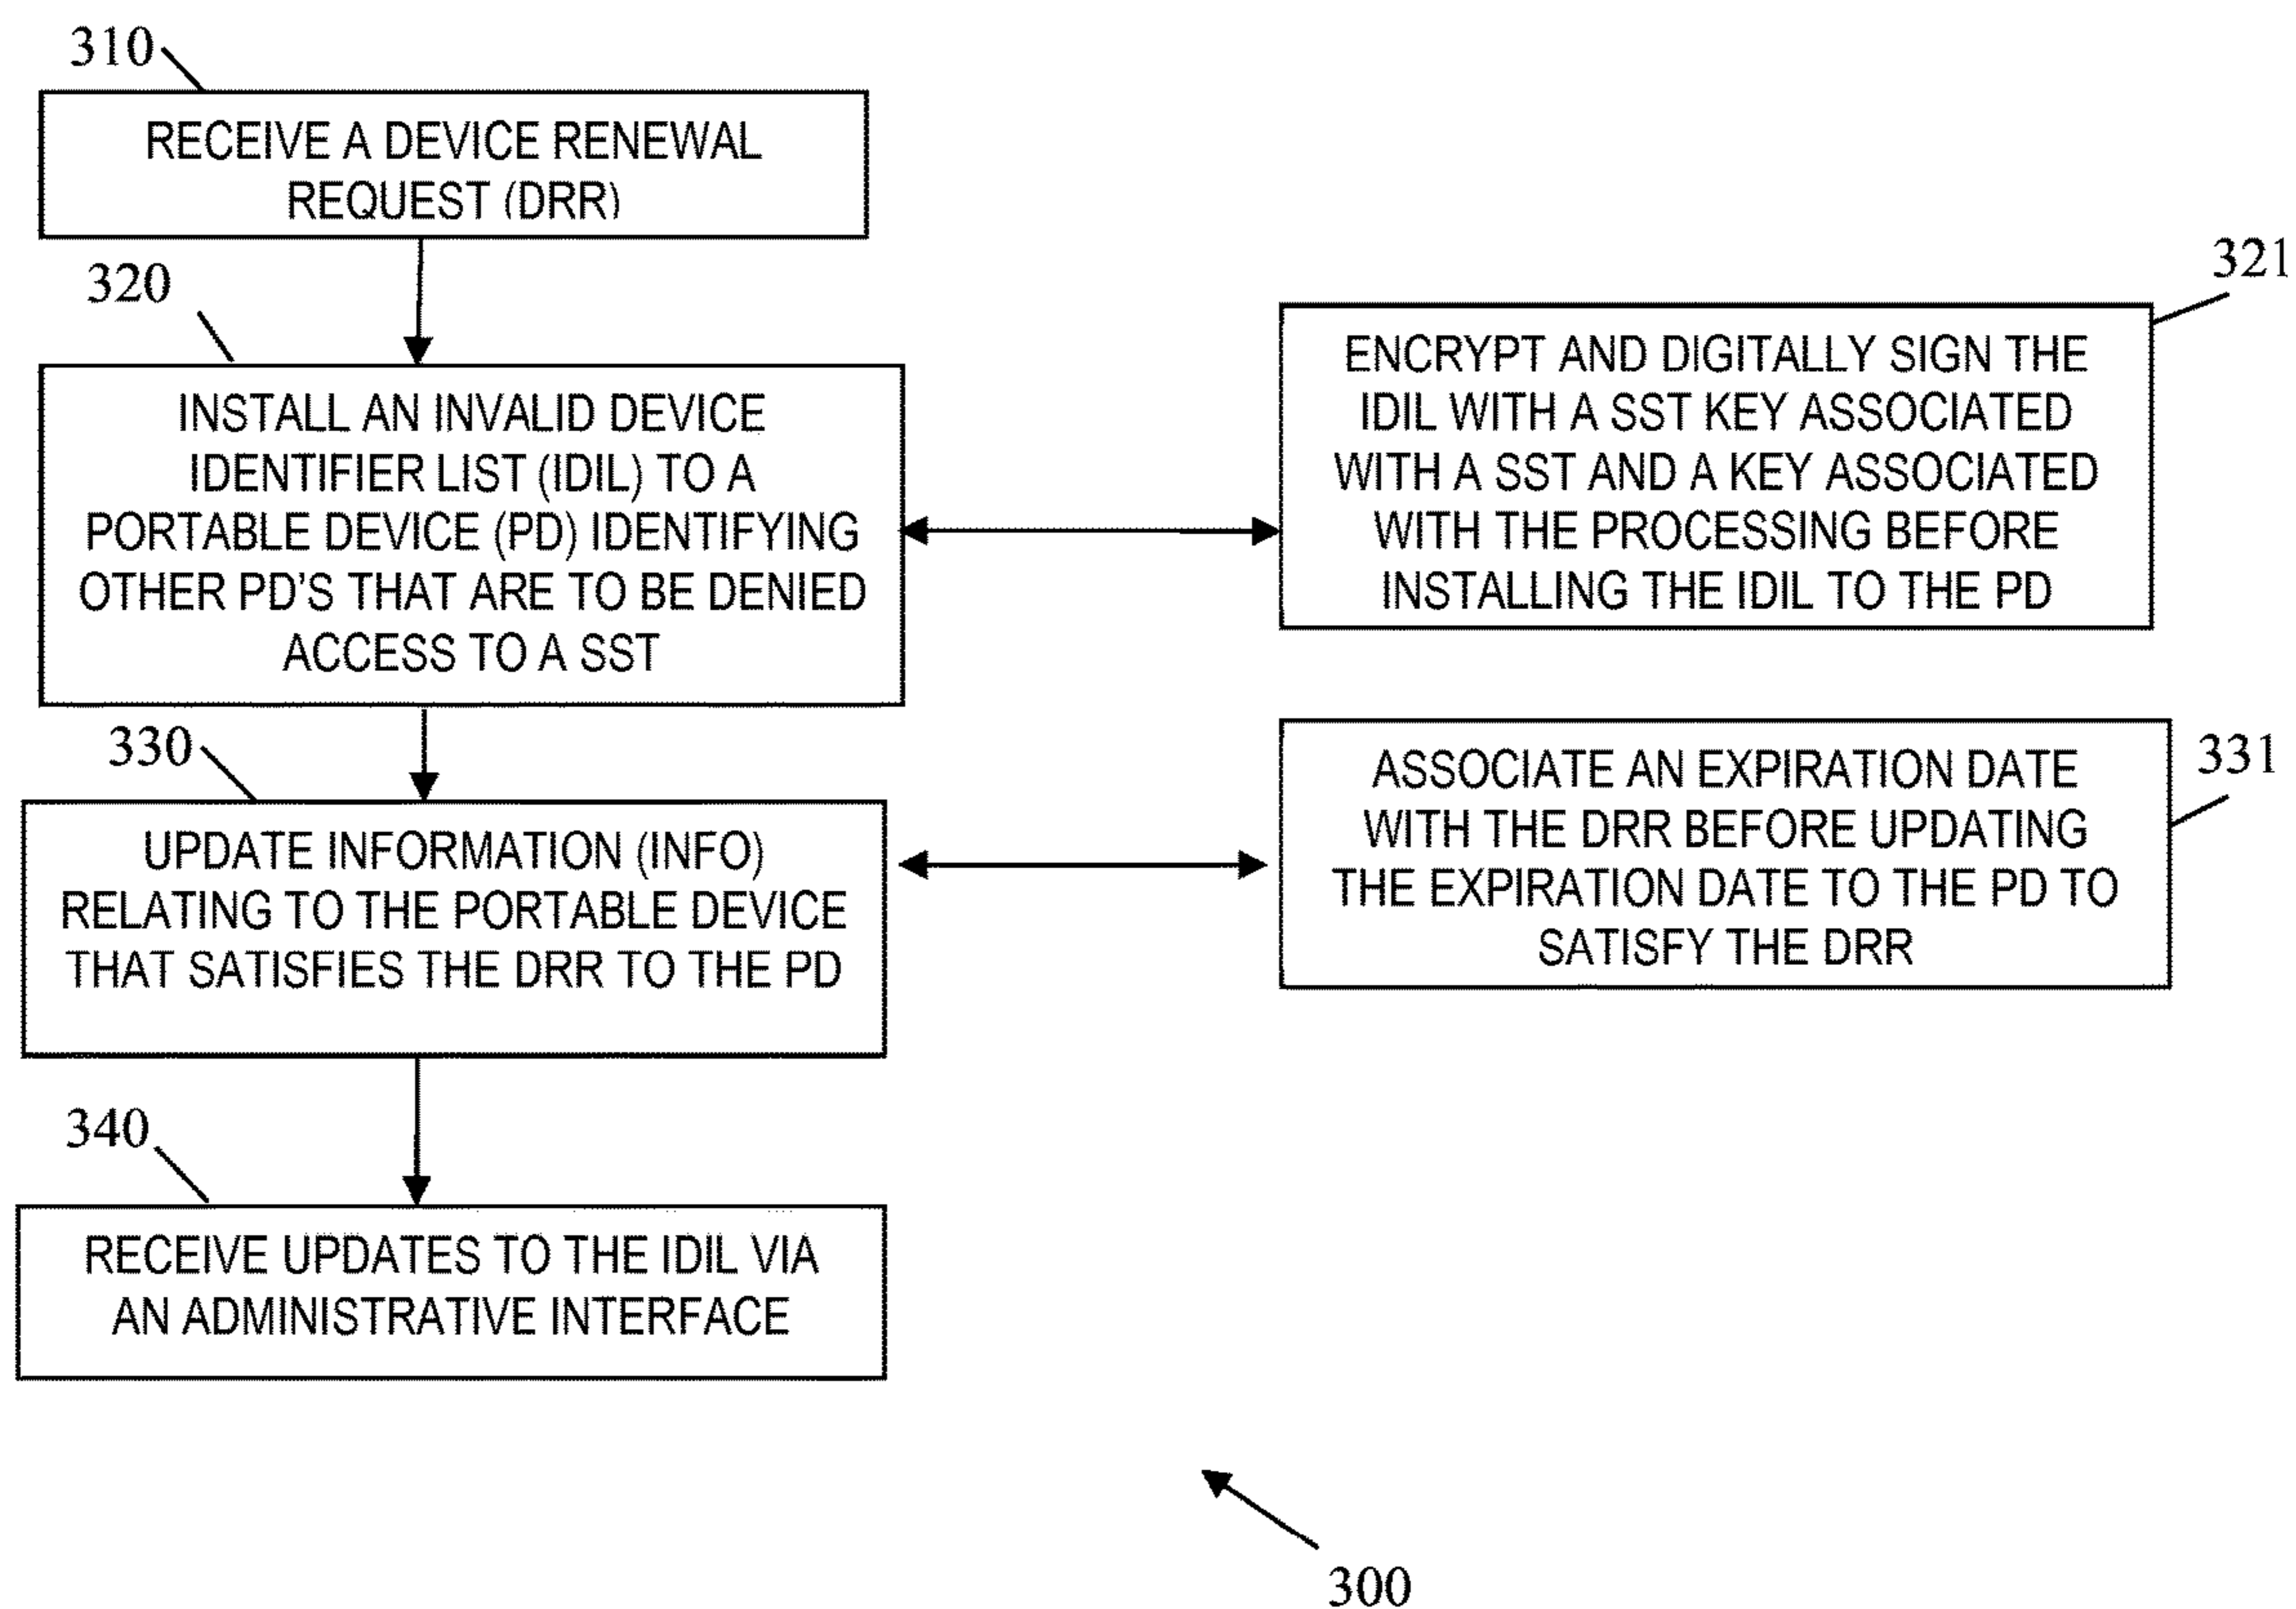 310
RECEIVE A DEVICE RENEWAL
REQUEST (DRR)
320
INSTALL AN INVALID DEVICE
IDENTIFIER LIST (IDIL) TO A
PORTABLE DEVICE (PD) IDENTIFYING
OTHER PD'S THAT ARE TO BE DENIED
ACCESS TO A SST
321
ENCRYPT AND DIGITALLY SIGN THE
IDIL WITH A SST KEY ASSOCIATED
WITH A SST AND A KEY ASSOCIATED
WITH THE PROCESSING BEFORE
INSTALLING THE IDIL TO THE PD
330
UPDATE INFORMATION (INFO)
RELATING TO THE PORTABLE DEVICE
THAT SATISFIES THE DRR TO THE PD
331
ASSOCIATE AN EXPIRATION DATE
WITH THE DRR BEFORE UPDATING
THE EXPIRATION DATE TO THE PD TO
SATISFY THE DRR
340
RECEIVE UPDATES TO THE IDIL VIA
AN ADMINISTRATIVE INTERFACE
300